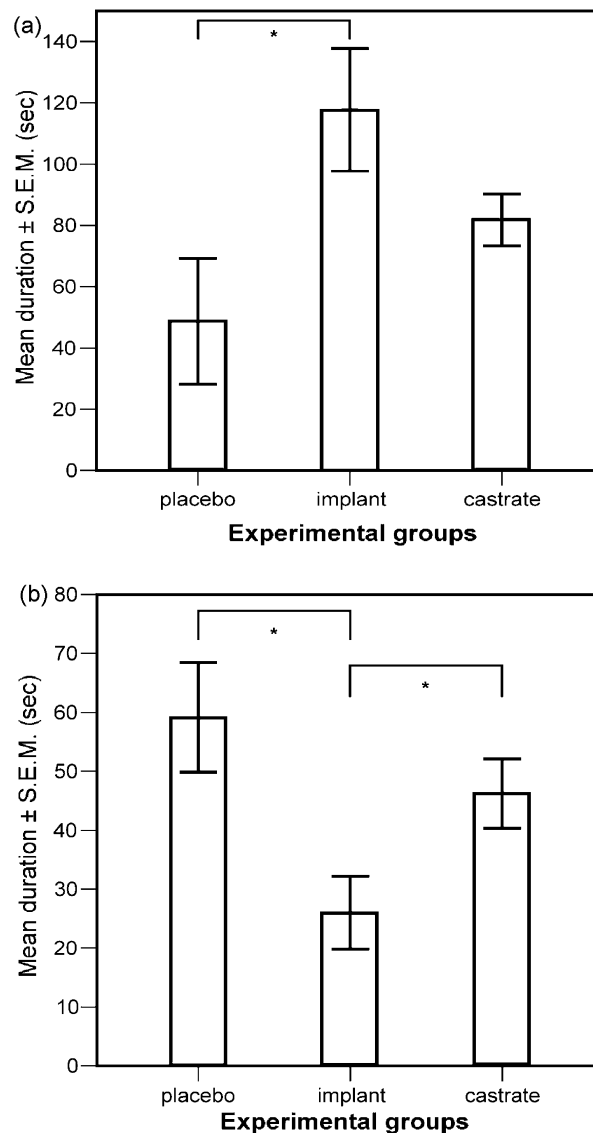 (a)
Mean duration ± S.E.M. (sec)
140
120
100
80
60
40
20
0
*
placebo implant castrate
Experimental groups
(b)
Mean duration ± S.E.M. (sec)
80
70
60
50
40
30
20
10
0
*
*
placebo implant castrate
Experimental groups